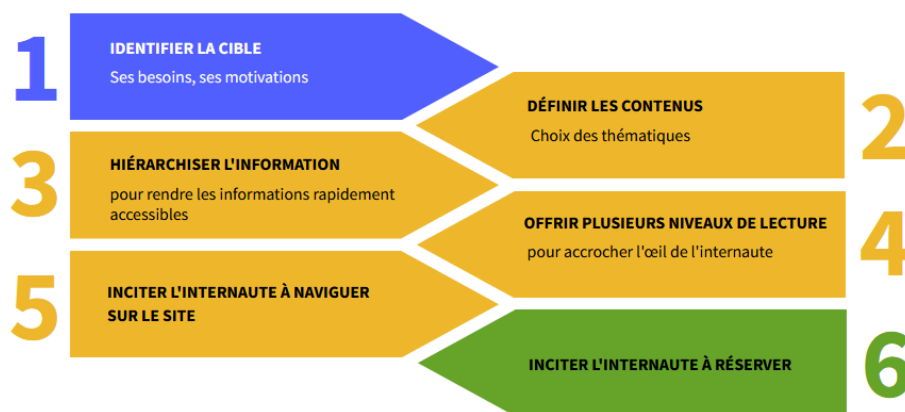 1
IDENTIFIER LA CIBLE
Ses besoins, ses motivations
2
DÉFINIR LES CONTENUS
Choix des thématiques
3
HIÉRARCHISER L'INFORMATION
pour rendre les informations rapidement
accessibles
4
OFFRIR PLUSIEURS NIVEAUX DE LECTURE
pour accrocher l'œil de l'internaute
5
INCITER L'INTERNAUTE À NAVIGUER
SUR LE SITE
6
INCITER L'INTERNAUTE À RÉSERVER